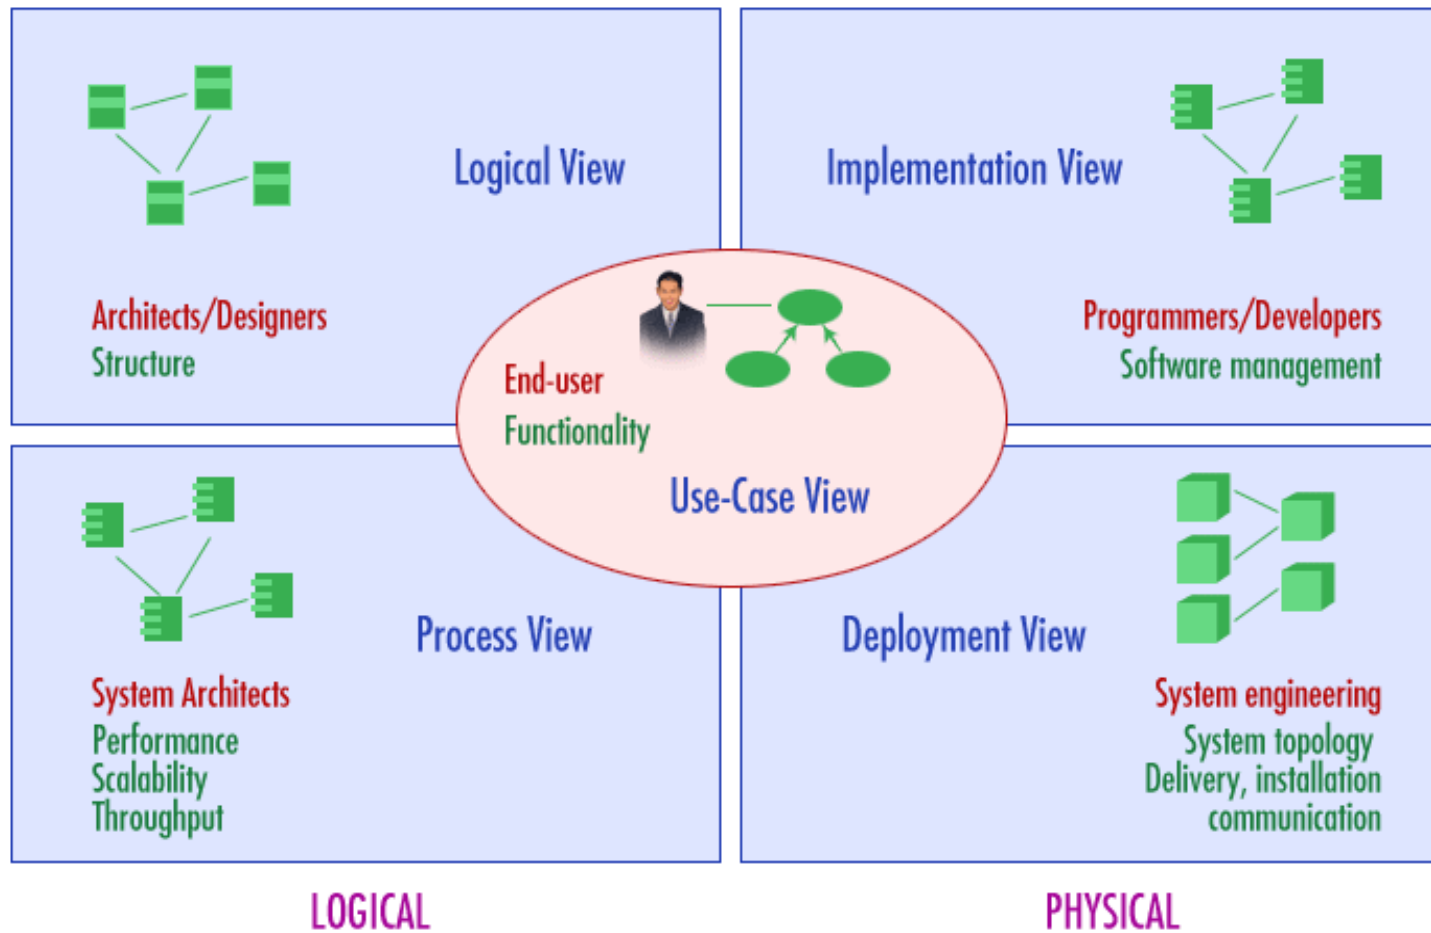 Logical View
Architects/Designers
Structure
Implementation View
Programmers/Developers
Software management
End-user
Functionality
Use-Case View
Process View
System Architects
Performance
Scalability
Throughput
Deployment View
System engineering
System topology
Delivery, installation
communication
LOGICAL
PHYSICAL